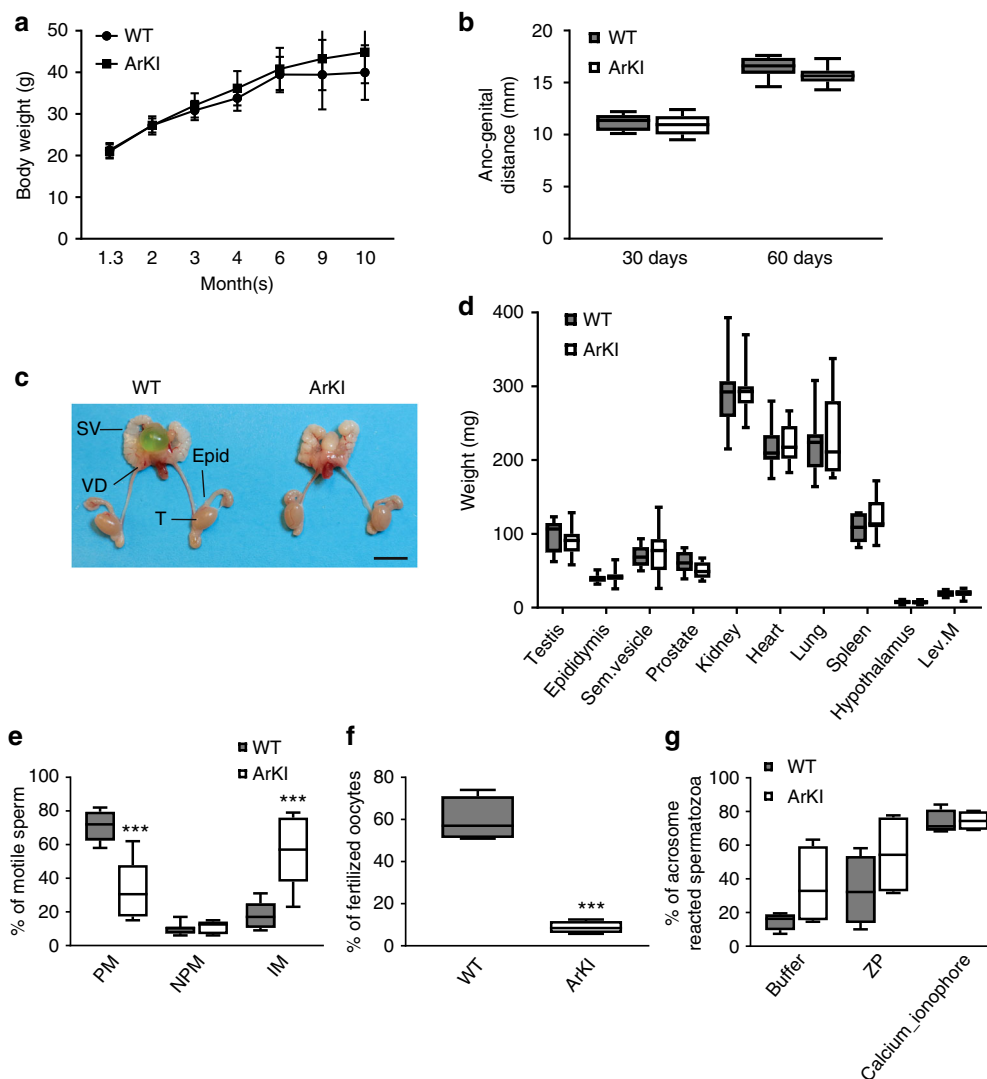 a
WT
ArKI
Body weight (g)
50
40
30
20
10
0
1.3 2 3 4 6 9 10
Month(s)
b
WT
ArKI
Ano-genital
distance (mm)
20
15
10
5
0
30 days 60 days
c
WT ArKI
SV
VD
Epid
T
d
WT
ArKI
Weight (mg)
400
300
200
100
0
Testis
Epididymis
Sem.vesicle
Prostate
Kidney
Heart
Lung
Spleen
Hypothalamus
Lev.M
e
WT
ArKI
% of motile sperm
100
80
60
40
20
0
***
***
PM
NPM
IM
f
% of fertilized oocytes
80
60
40
20
0
***
WT
ArKI
g
WT
ArKI
% of acrosome
reacted spermatozoa
100
80
60
40
20
0
Buffer
ZP
Calcium_ionophore